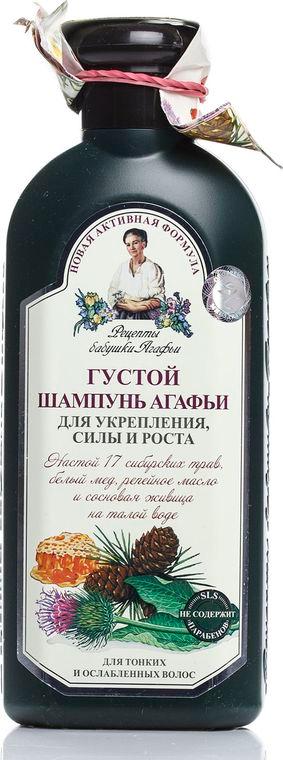 НОВАЯ АКТИВНАЯ ФОРМУЛА
Рецепты
бабушки Агафьи
ГУСТОЙ
ШАМПУНЬ АГАФЬИ
ДЛЯ УКРЕПЛЕНИЯ,
СИЛЫ И РОСТА
Настой 17 сибирских трав,
белый мед, репейное масло
и сосновая живица
на талой воде
SLS
НЕ СОДЕРЖИТ
ПАРАБЕНОВ
ДЛЯ ТОНКИХ
И ОСЛАБЛЕННЫХ ВОЛОС